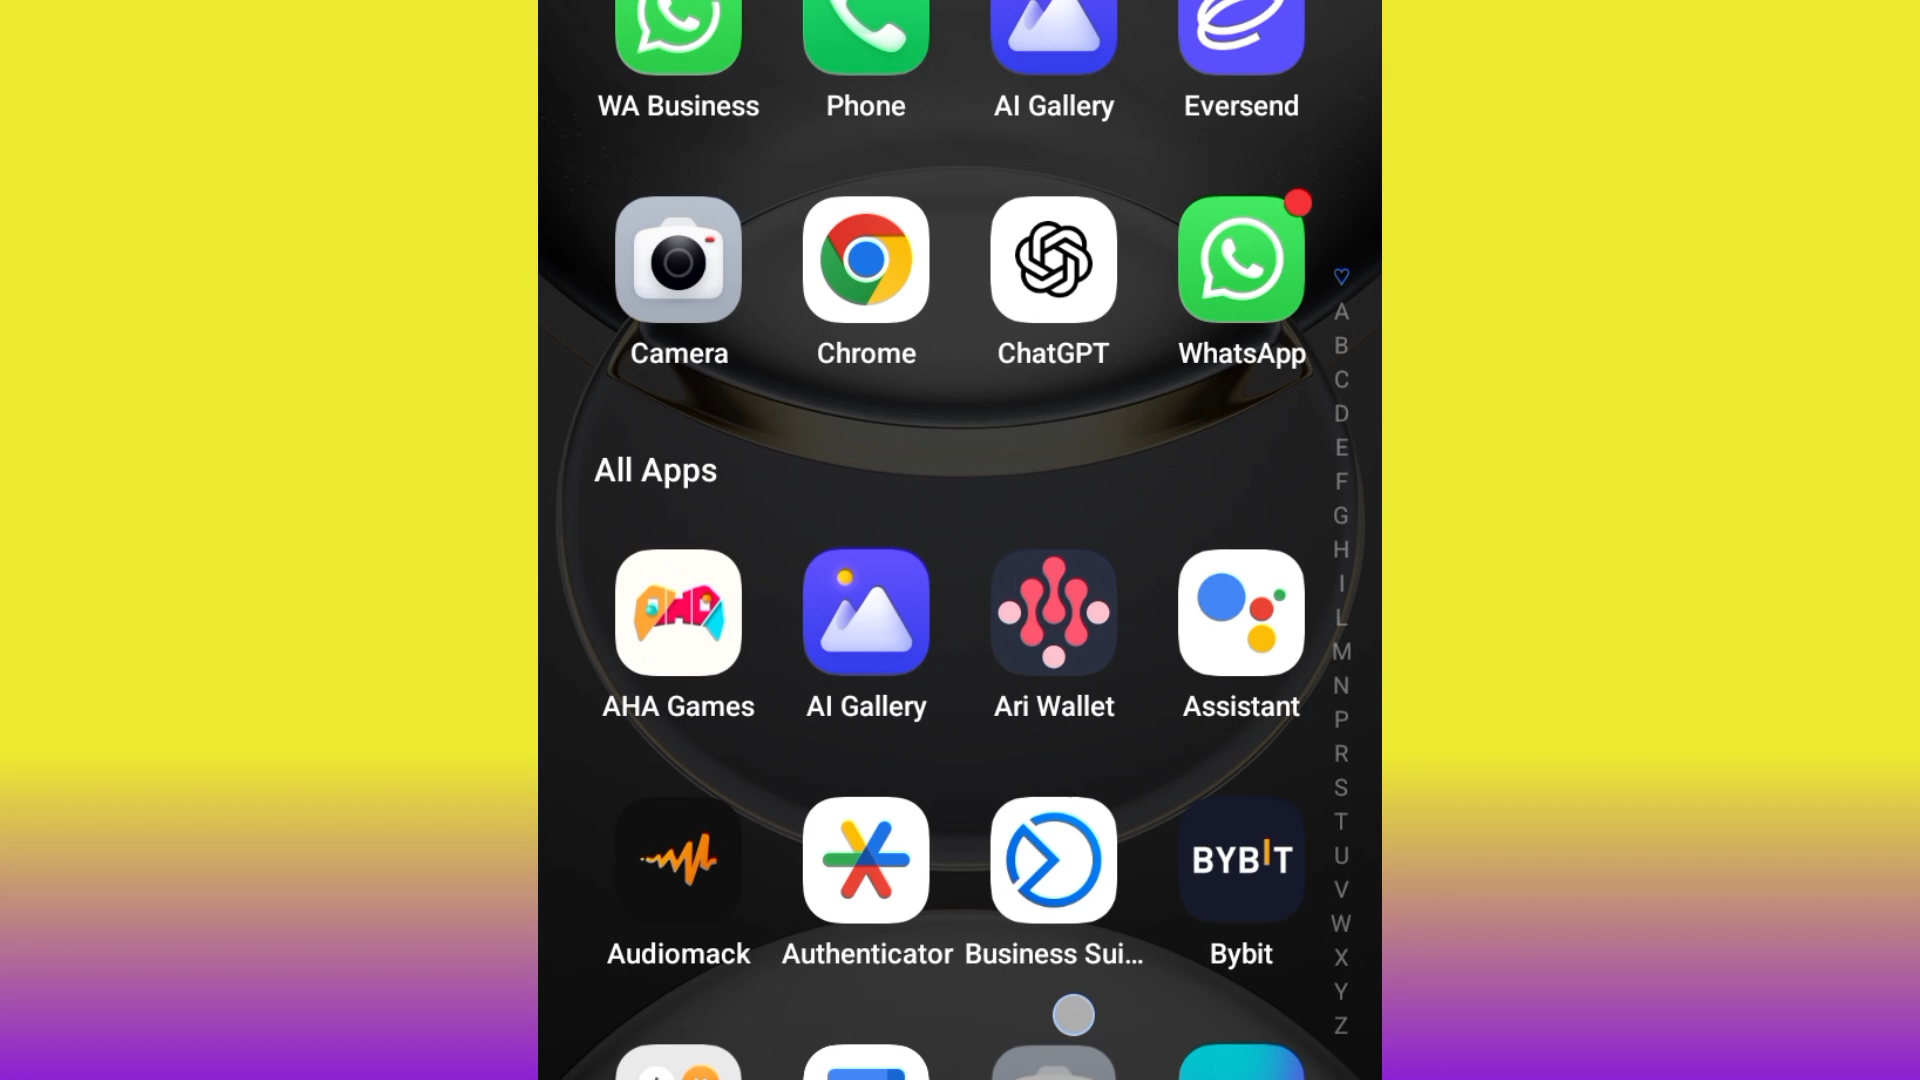 WA Business Phone AI Gallery Eversend
Camera Chrome ChatGPT WhatsApp
All Apps
AHA
AHA Games AI Gallery Ari Wallet Assistant
BYBIT
Audiomack Authenticator Business Sui... Bybit
A
B
C
D
E
F
G
H
I
L
M
N
P
R
S
T
U
V
W
X
Y
Z